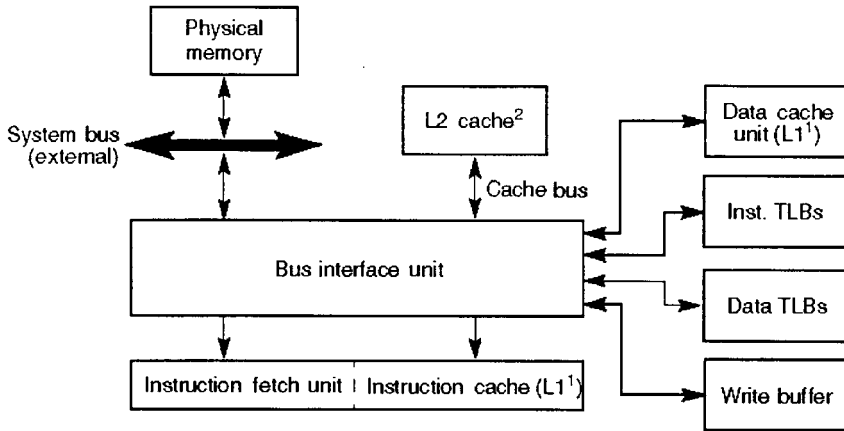 Physical
memory
System bus
(external)
L2 cache²
Cache bus
Data cache
unit (L1¹)
Inst. TLBs
Bus interface unit
Data TLBs
Instruction fetch unit
Instruction cache (L1¹)
Write buffer